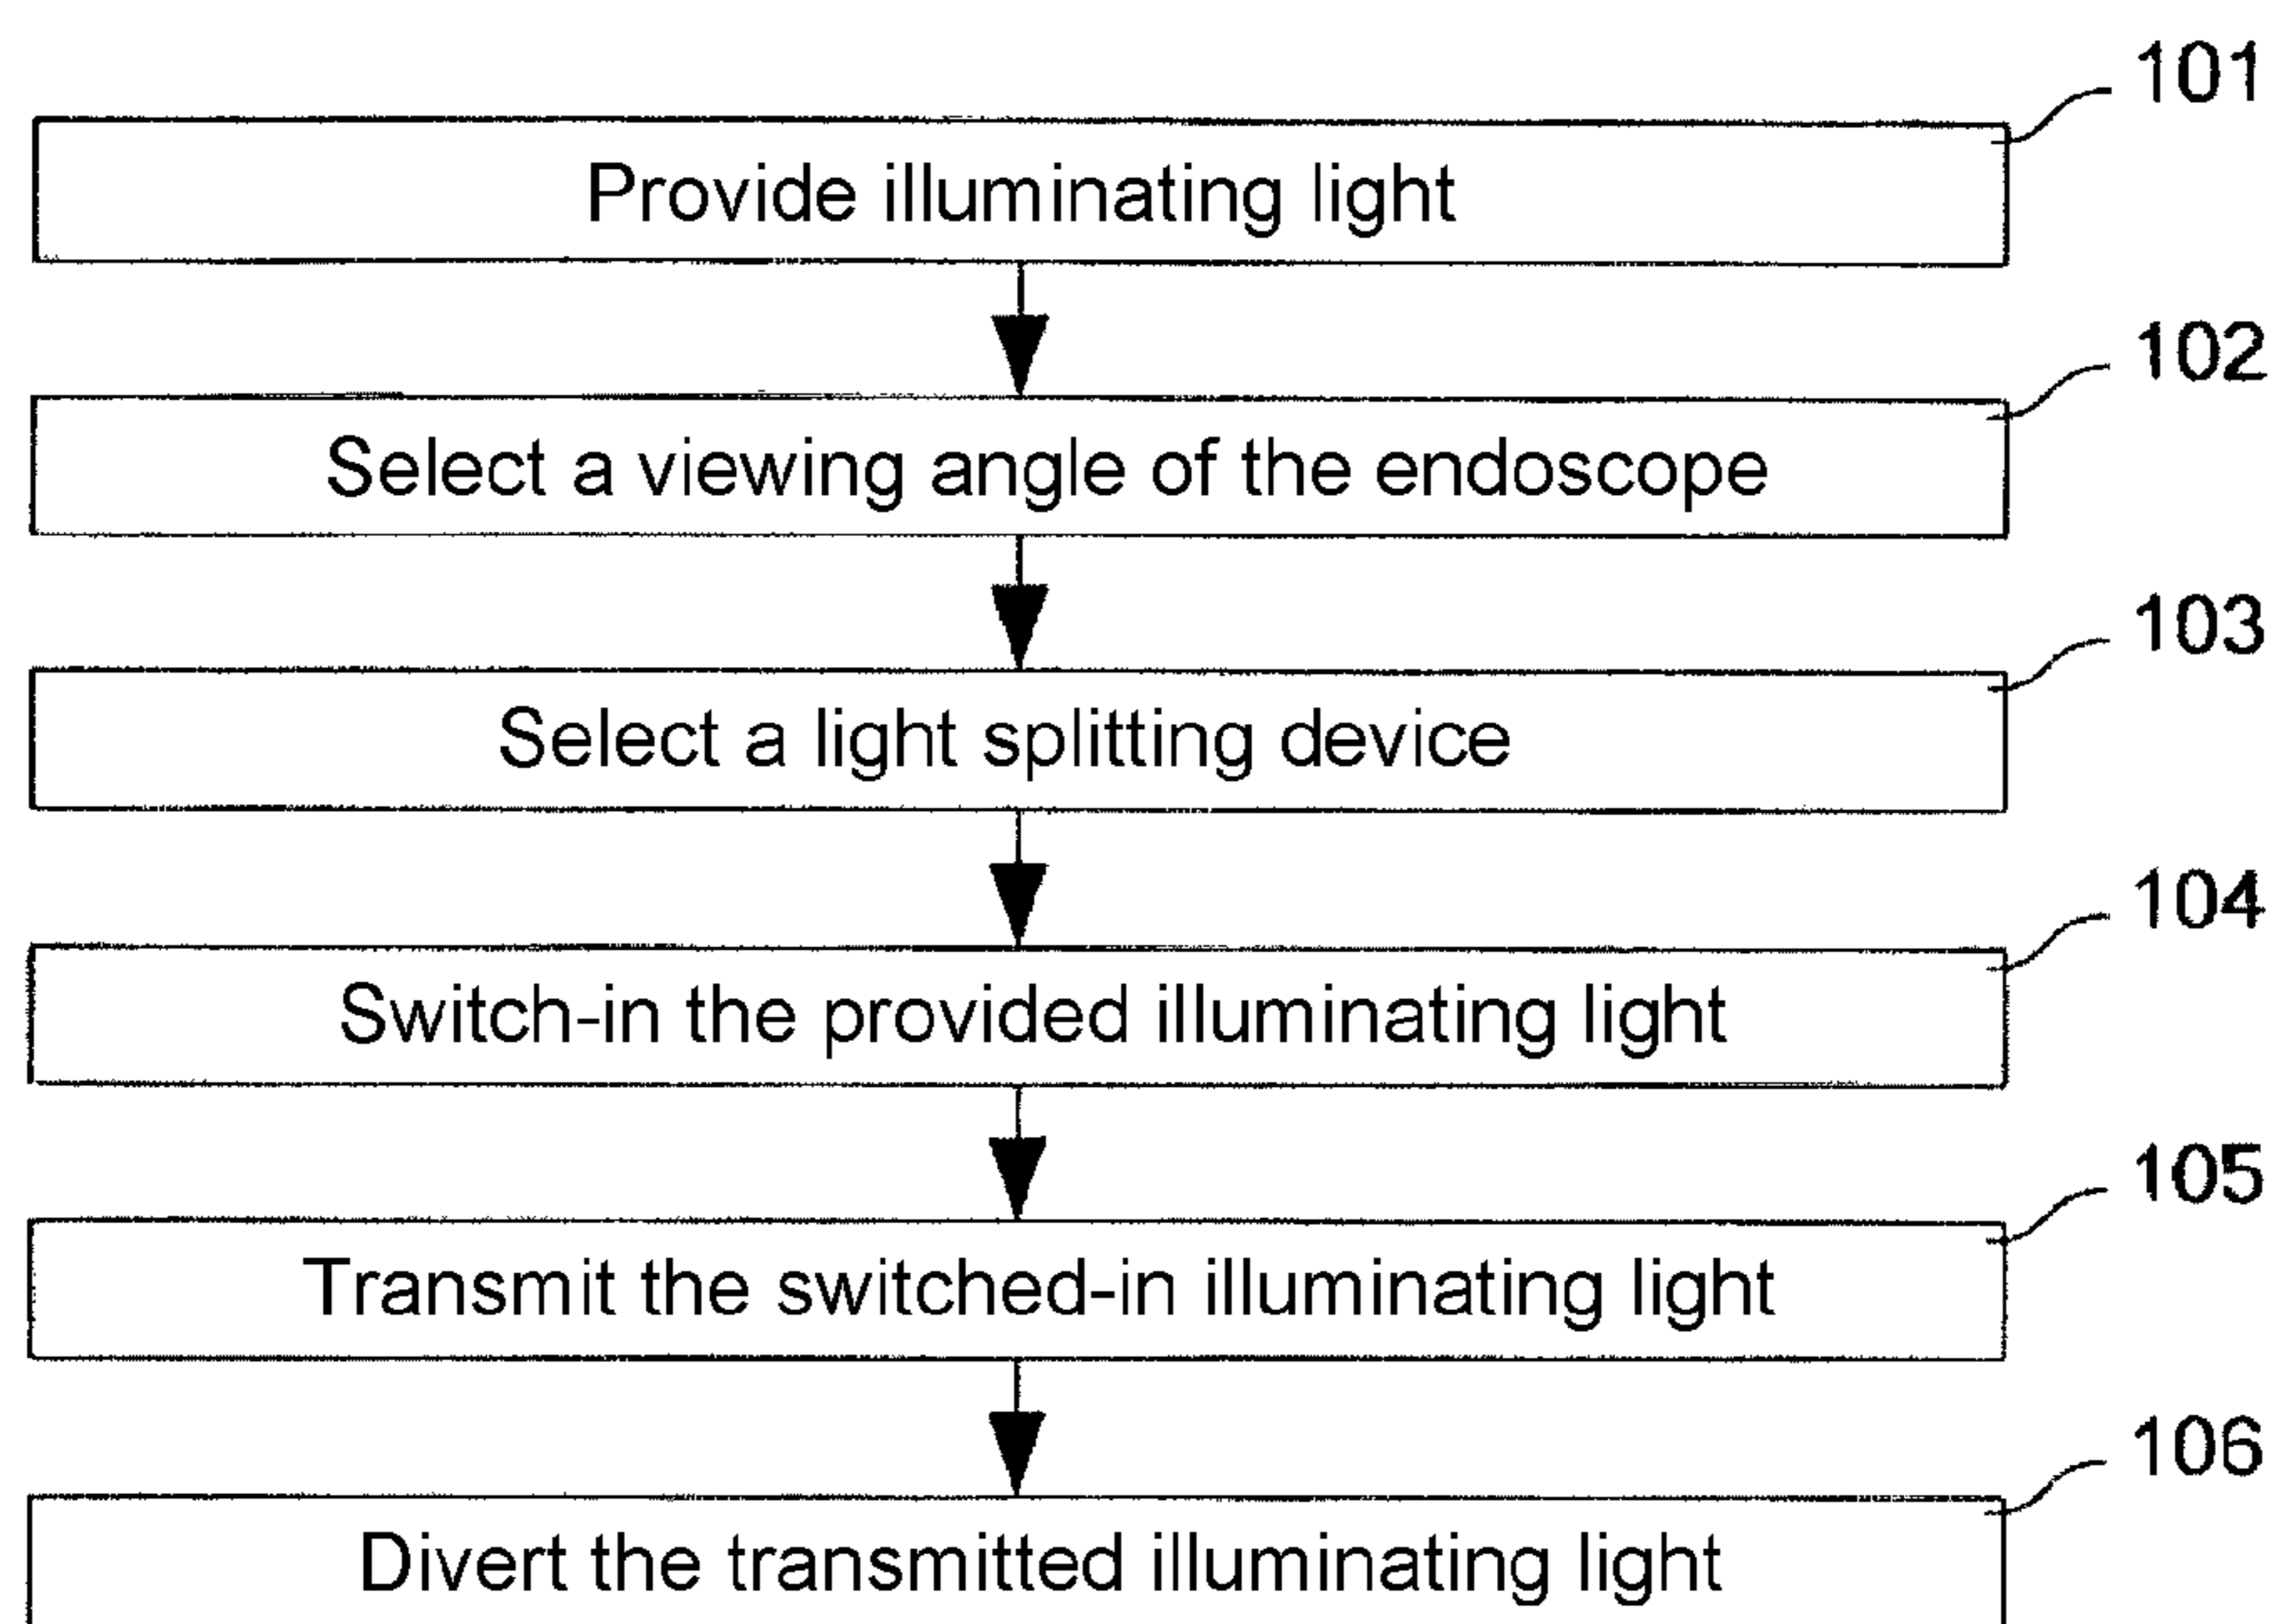 101
Provide illuminating light
102
Select a viewing angle of the endoscope
103
Select a light splitting device
104
Switch-in the provided illuminating light
105
Transmit the switched-in illuminating light
106
Divert the transmitted illuminating light